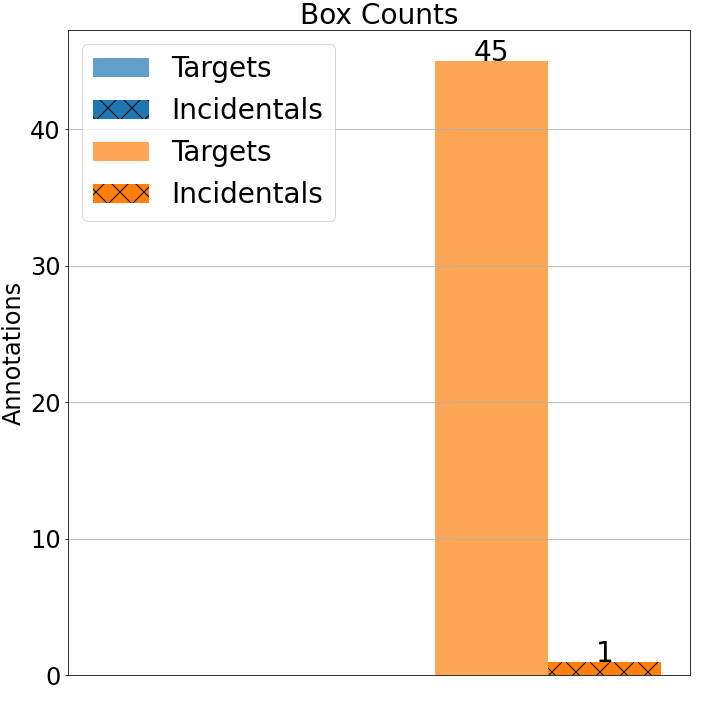 Box Counts
Targets
Incidentals
Targets
Incidentals
45
1
Annotations
40
30
20
10
0